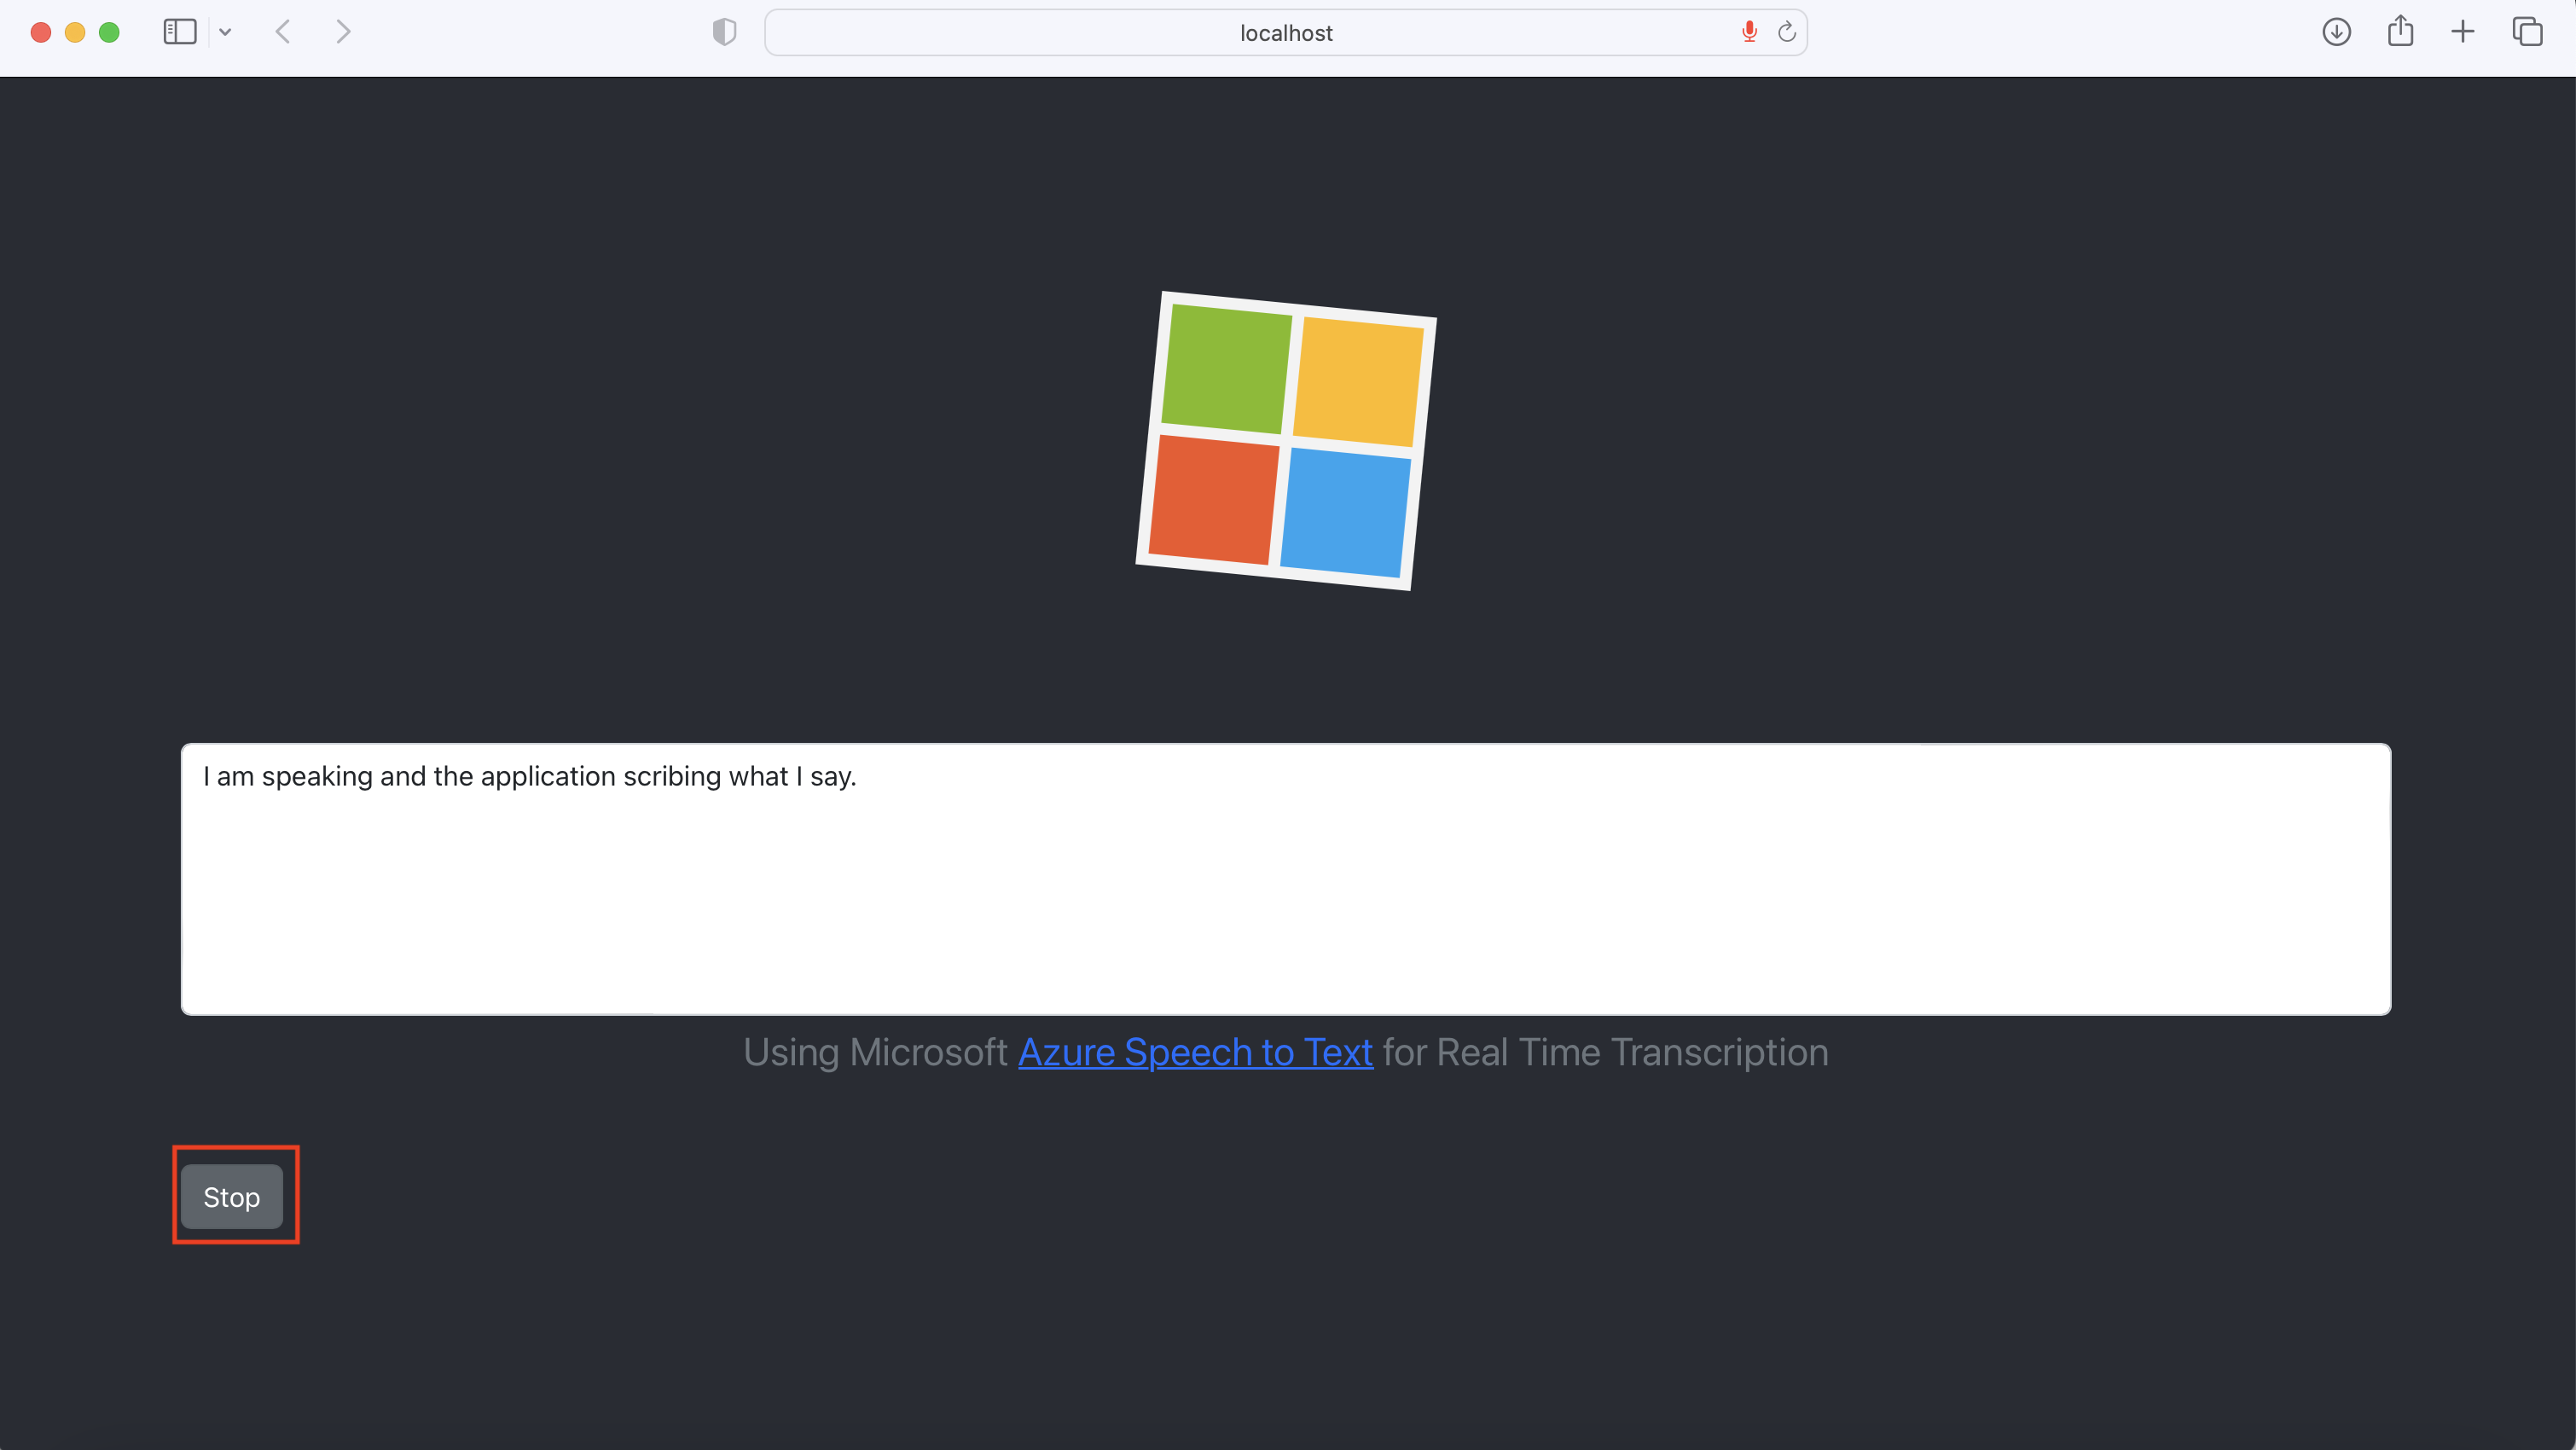 localhost
I am speaking and the application scribing what I say.
Using Microsoft Azure Speech to Text for Real Time Transcription
Stop